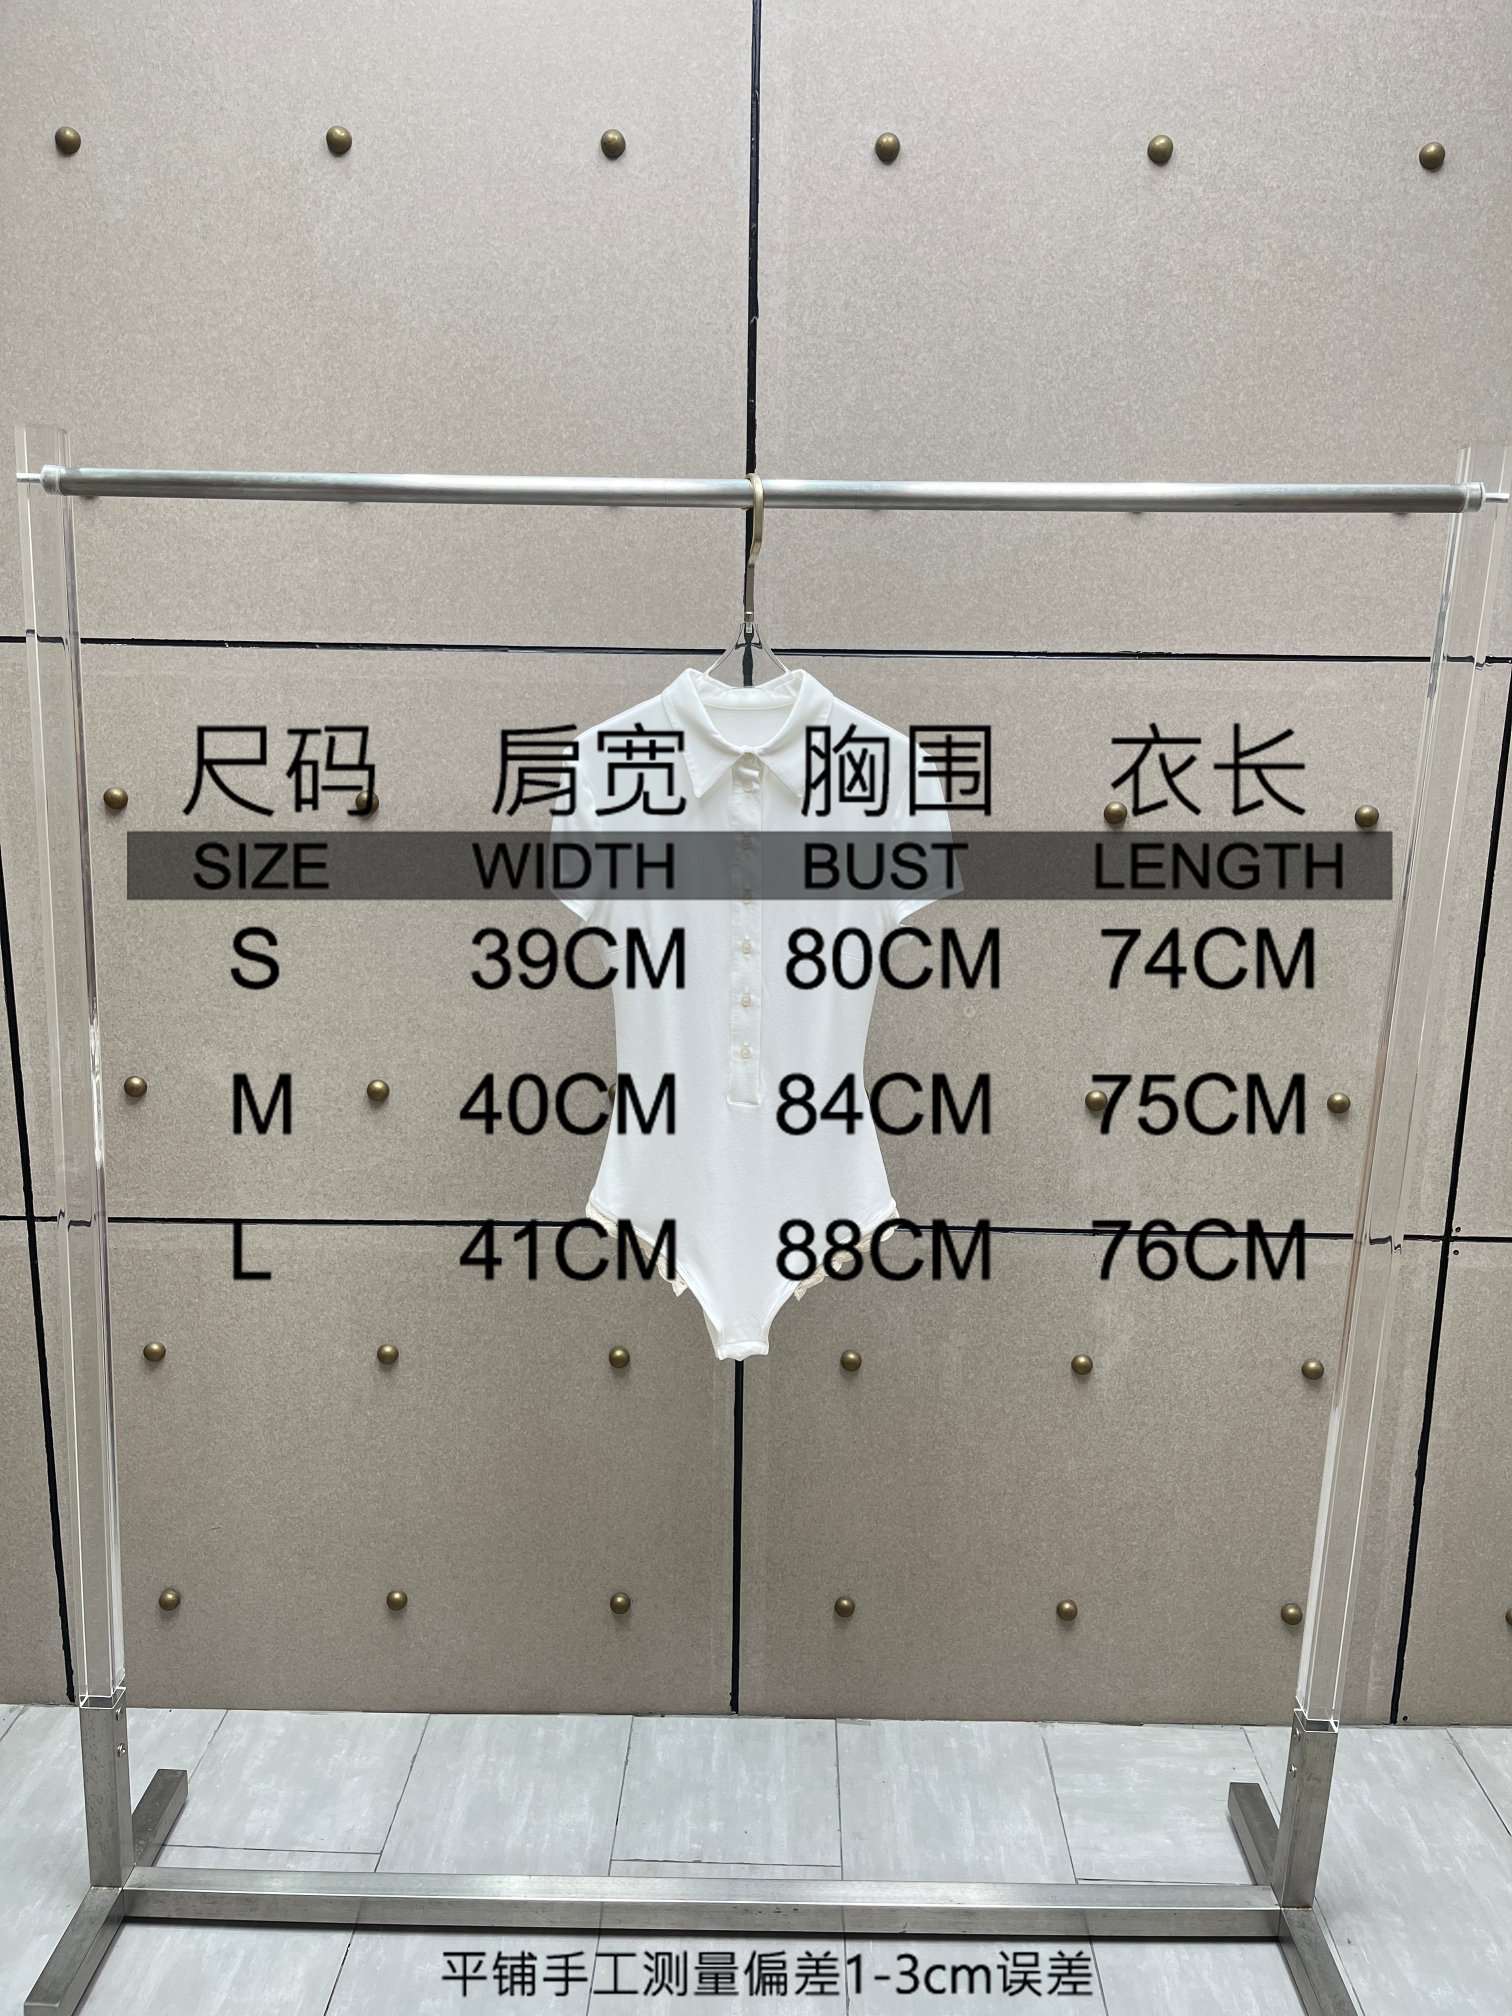 尺码 肩宽 胸围 衣长
SIZE WIDTH BUST LENGTH
S 39CM 80CM 74CM
M 40CM 84CM 75CM
L 41CM 88CM 76CM
平铺手工测量偏差1-3cm误差